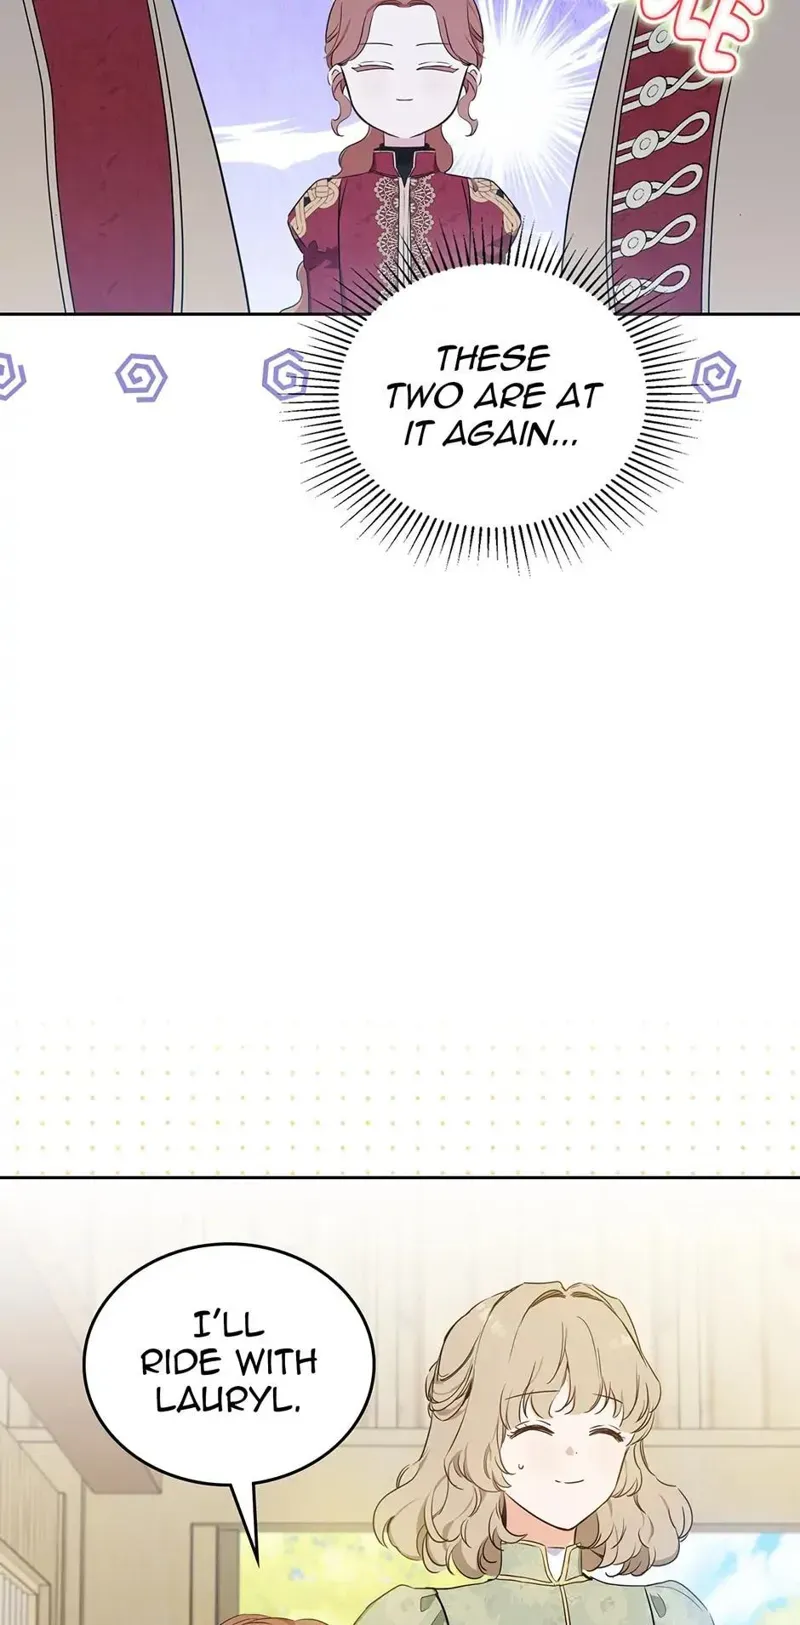 THESE
TWO ARE AT
IT AGAIN...
I'LL
RIDE WITH
LAURYL.